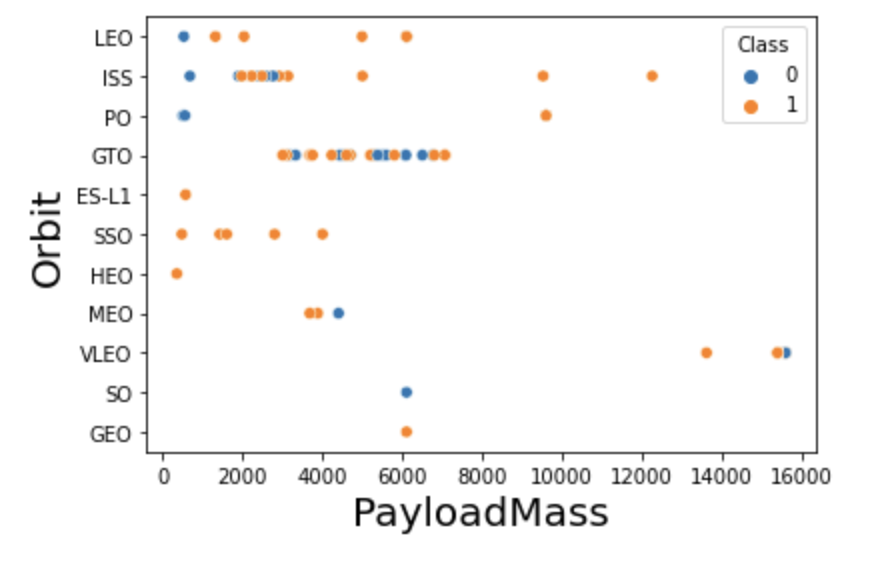 LEO
ISS
PO
GTO
ES-L1
SSO
HEO
MEO
VLEO
SO
GEO
Orbit
Class
0
1
0 2000 4000 6000 8000 10000 12000 14000 16000
PayloadMass